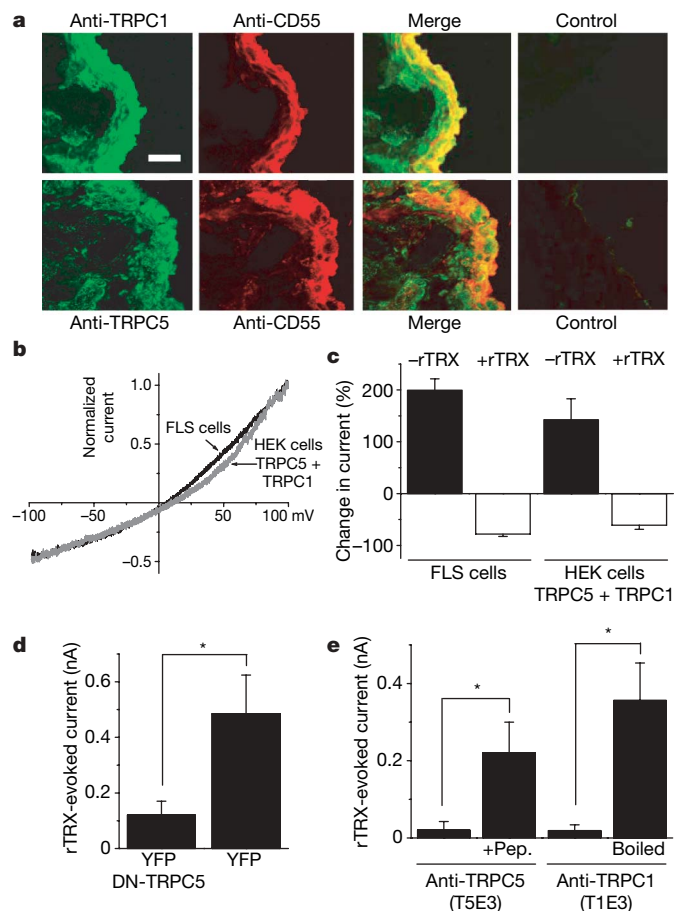 a
Anti-TRPC1 Anti-CD55 Merge Control
Anti-TRPC5 Anti-CD55 Merge Control
b
Normalized
current
1.0
0.5
−0.5
−100 −50 50 100 mV
FLS cells
HEK cells
TRPC5 +
TRPC1
c
−rTRX +rTRX −rTRX +rTRX
Change in current (%)
200
100
0
−100
FLS cells HEK cells
TRPC5 + TRPC1
d
rTRX-evoked current (nA)
0.6
0.4
0.2
0
*
YFP YFP
DN-TRPC5
e
rTRX-evoked current (nA)
0.4
0.2
0
* *
+Pep. Boiled
Anti-TRPC5 Anti-TRPC1
(T5E3) (T1E3)